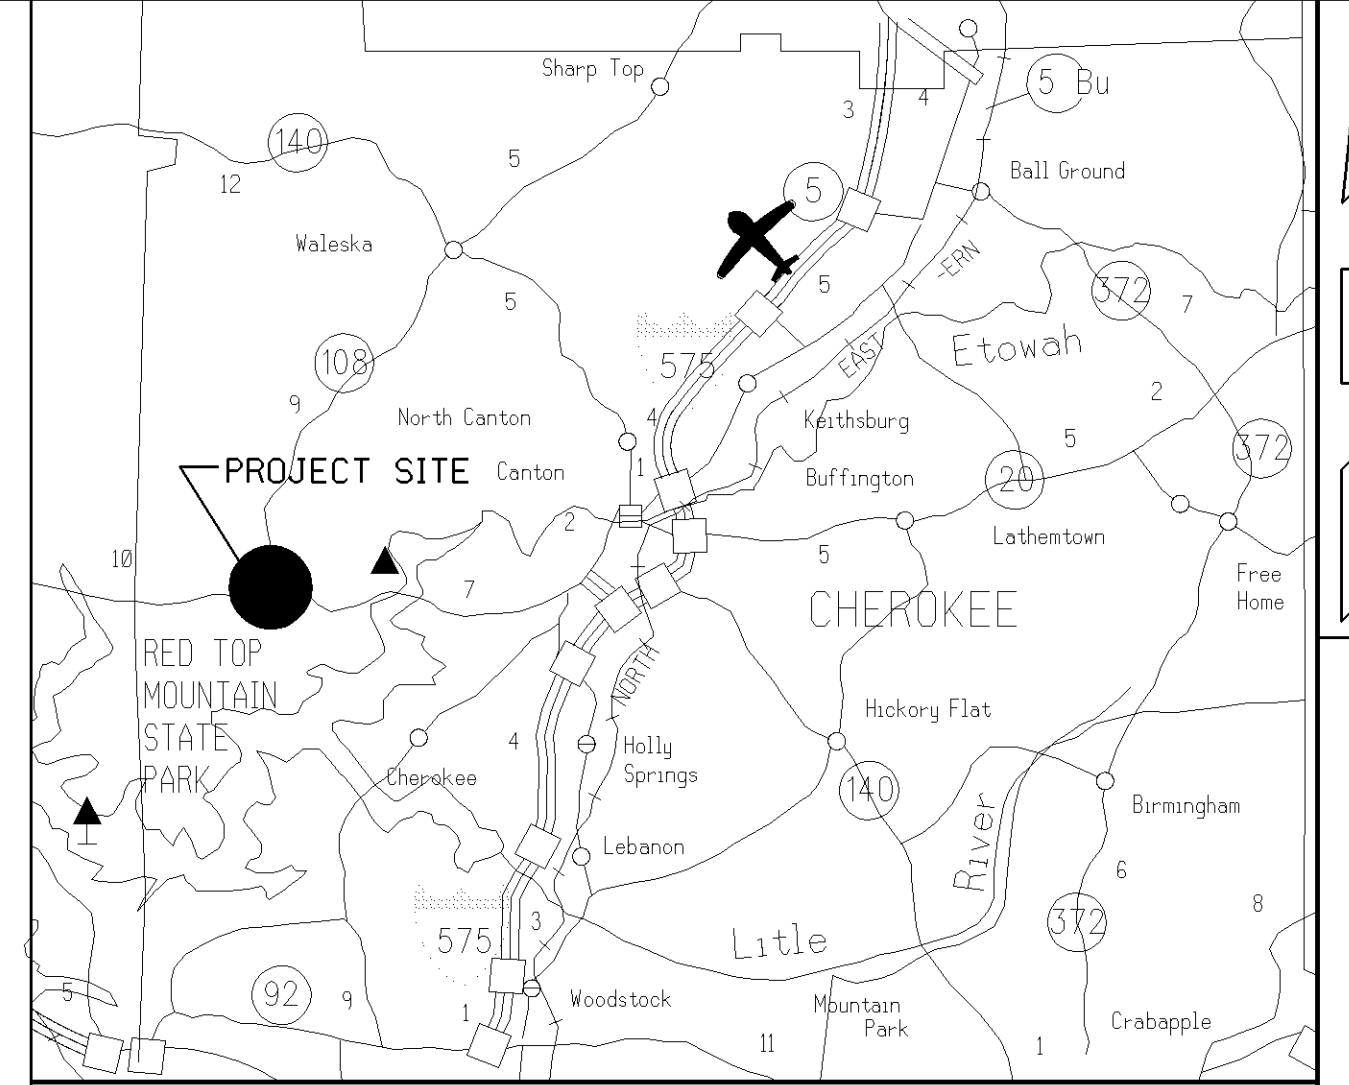 Sharp Top
5 Bu
3
4
140
5
12
Ball Ground
5
Waleska
-ERN
5
5
372
7
575
EAST
Etowah
108
9
North Canton
4
Keithsburg
2
5
372
PROJECT SITE
Canton
1
Buffington
20
2
Lathemtown
10
5
7
Free
Home
CHEROKEE
RED TOP
MOUNTAIN
STATE
PARK
NORTH
Hickory Flat
4
Holly
Springs
Cherokee
140
Birmingham
River
Lebanon
6
8
3
372
575
Litle
5
92
9
1
Woodstock
Mountain
Park
Crabapple
11
1